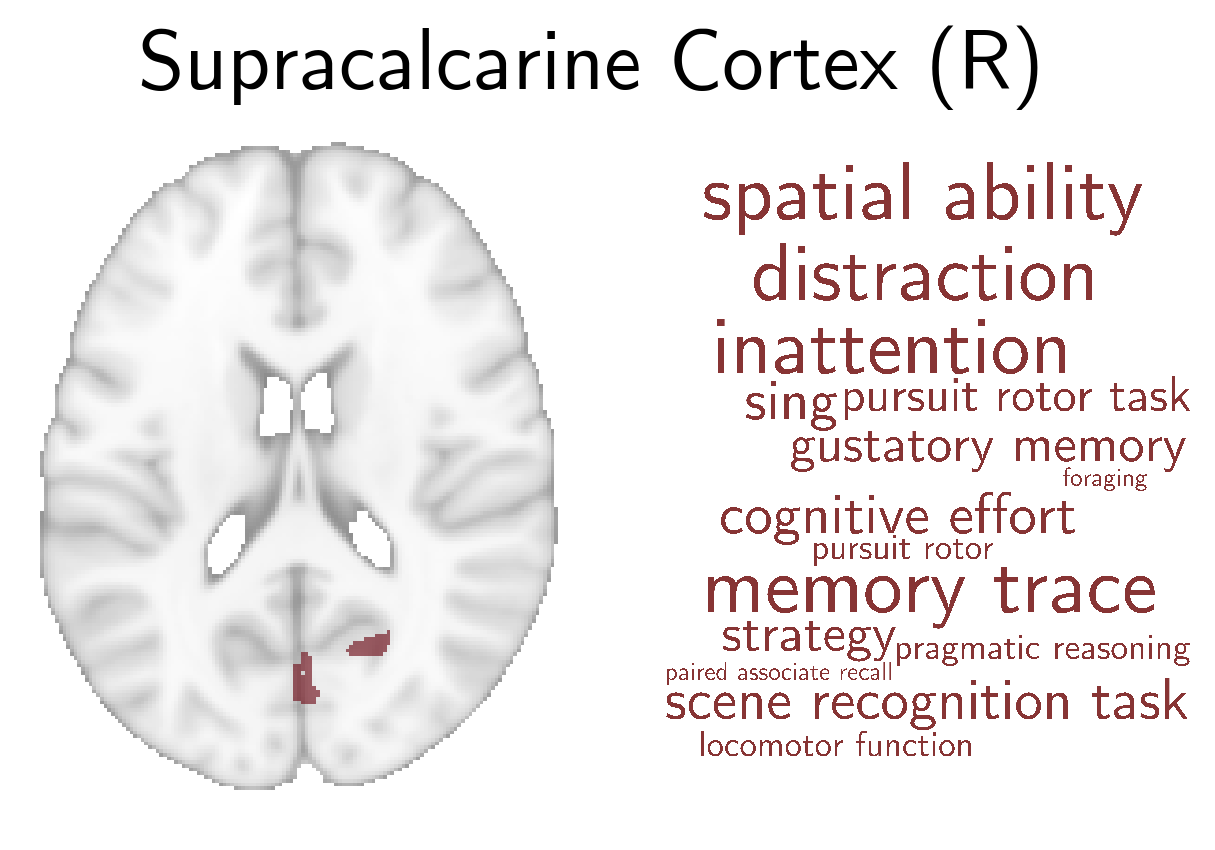 Supracalcarine Cortex (R)
spatial ability
distraction
inattention
sing pursuit rotor task
gustatory memory
foraging
cognitive effort
pursuit rotor
memory trace
strategy pragmatic reasoning
paired associate recall
scene recognition task
locomotor function